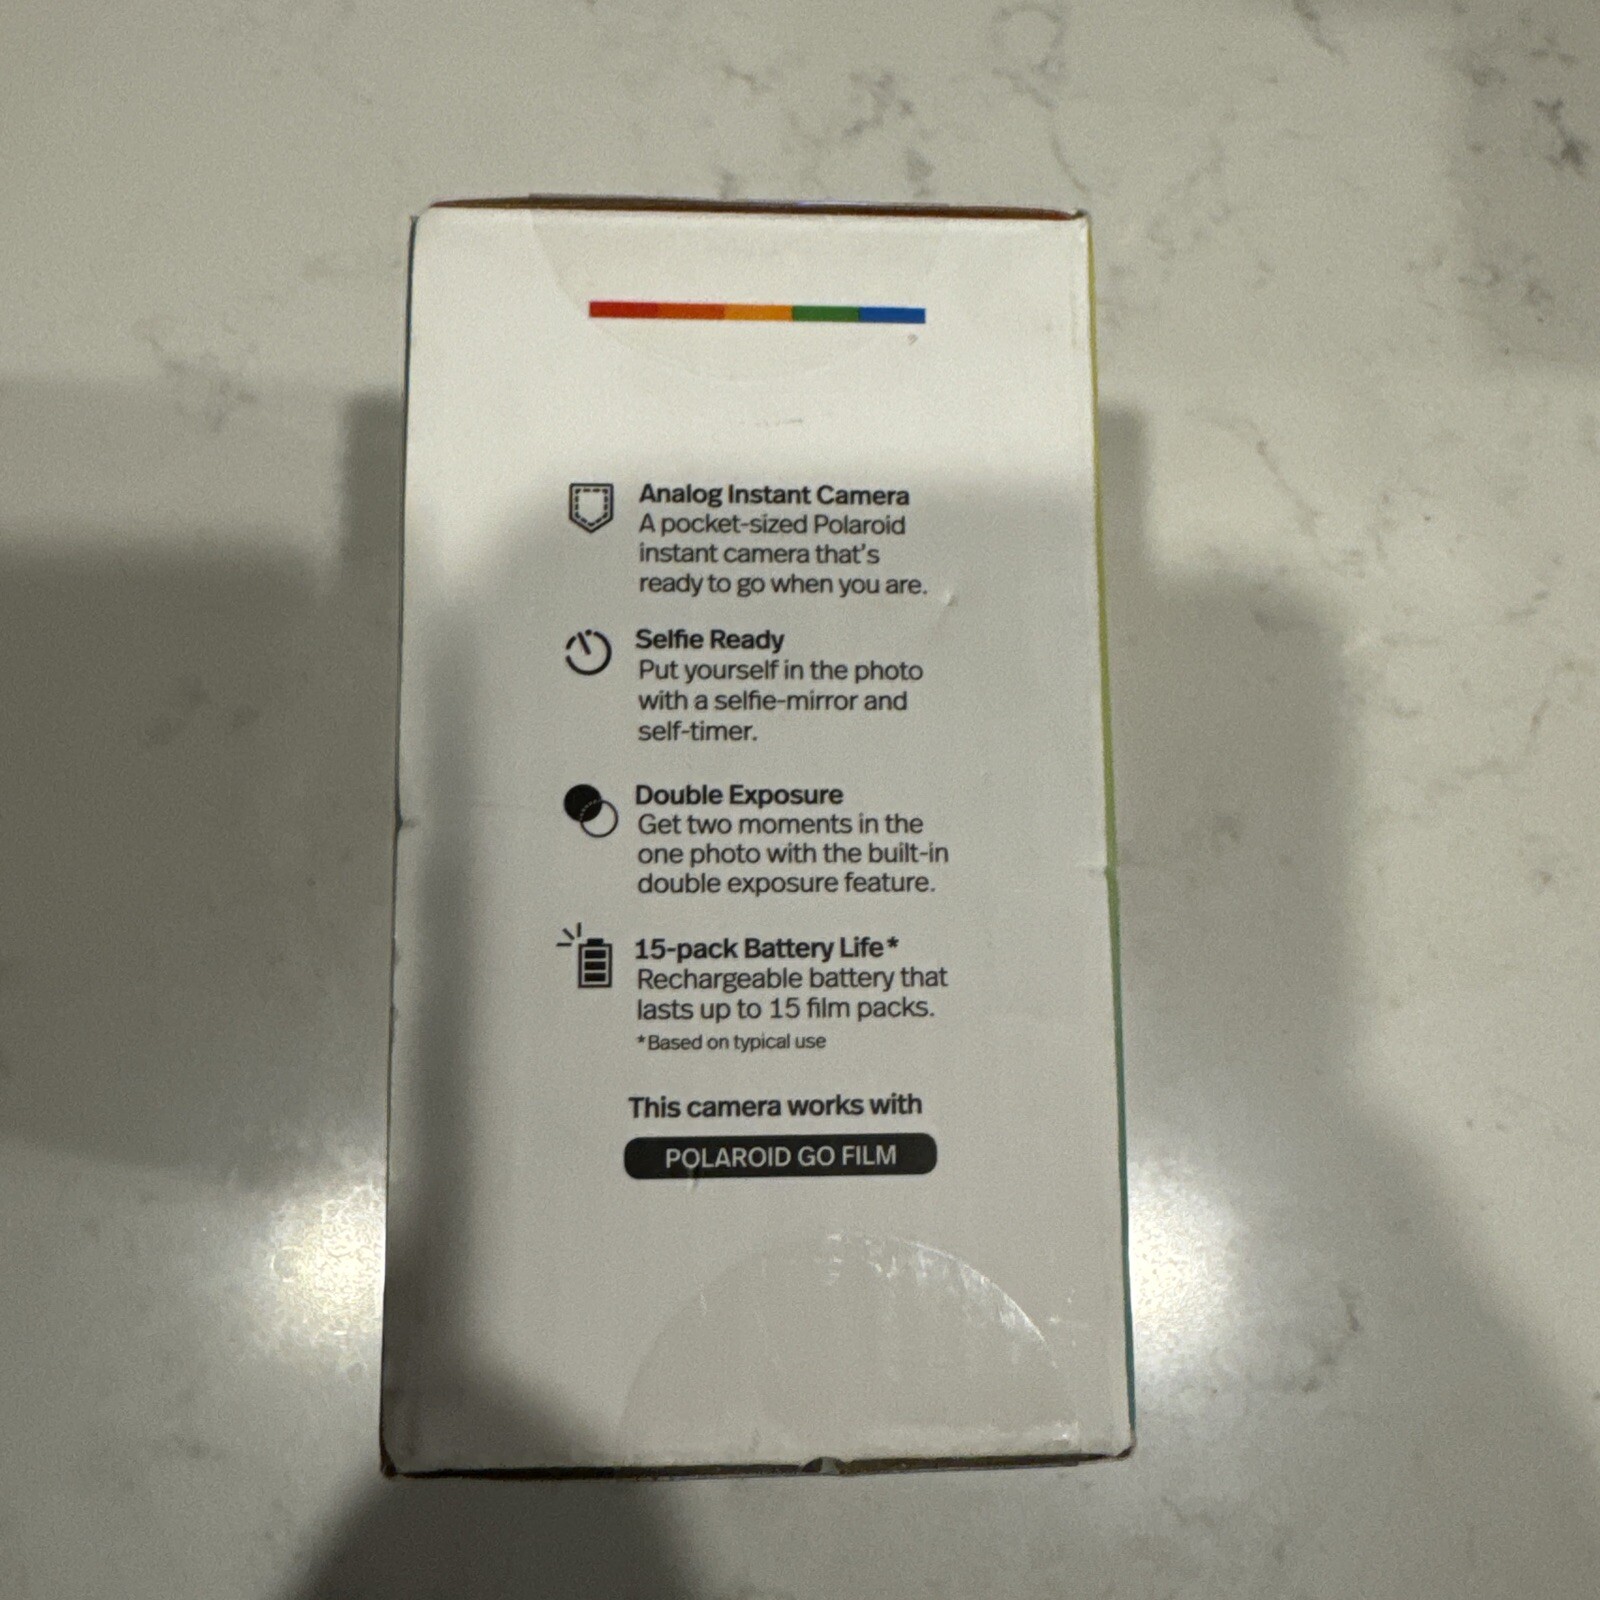 Analog Instant Camera
A pocket-sized Polaroid
instant camera that's
ready to go when you are.
Selfie Ready
Put yourself in the photo
with a selfie-mirror and
self-timer.
Double Exposure
Get two moments in the
one photo with the built-in
double exposure feature.
15-pack Battery Life*
Rechargeable battery that
lasts up to 15 film packs.
*Based on typical use
This camera works with
POLAROID GO FILM